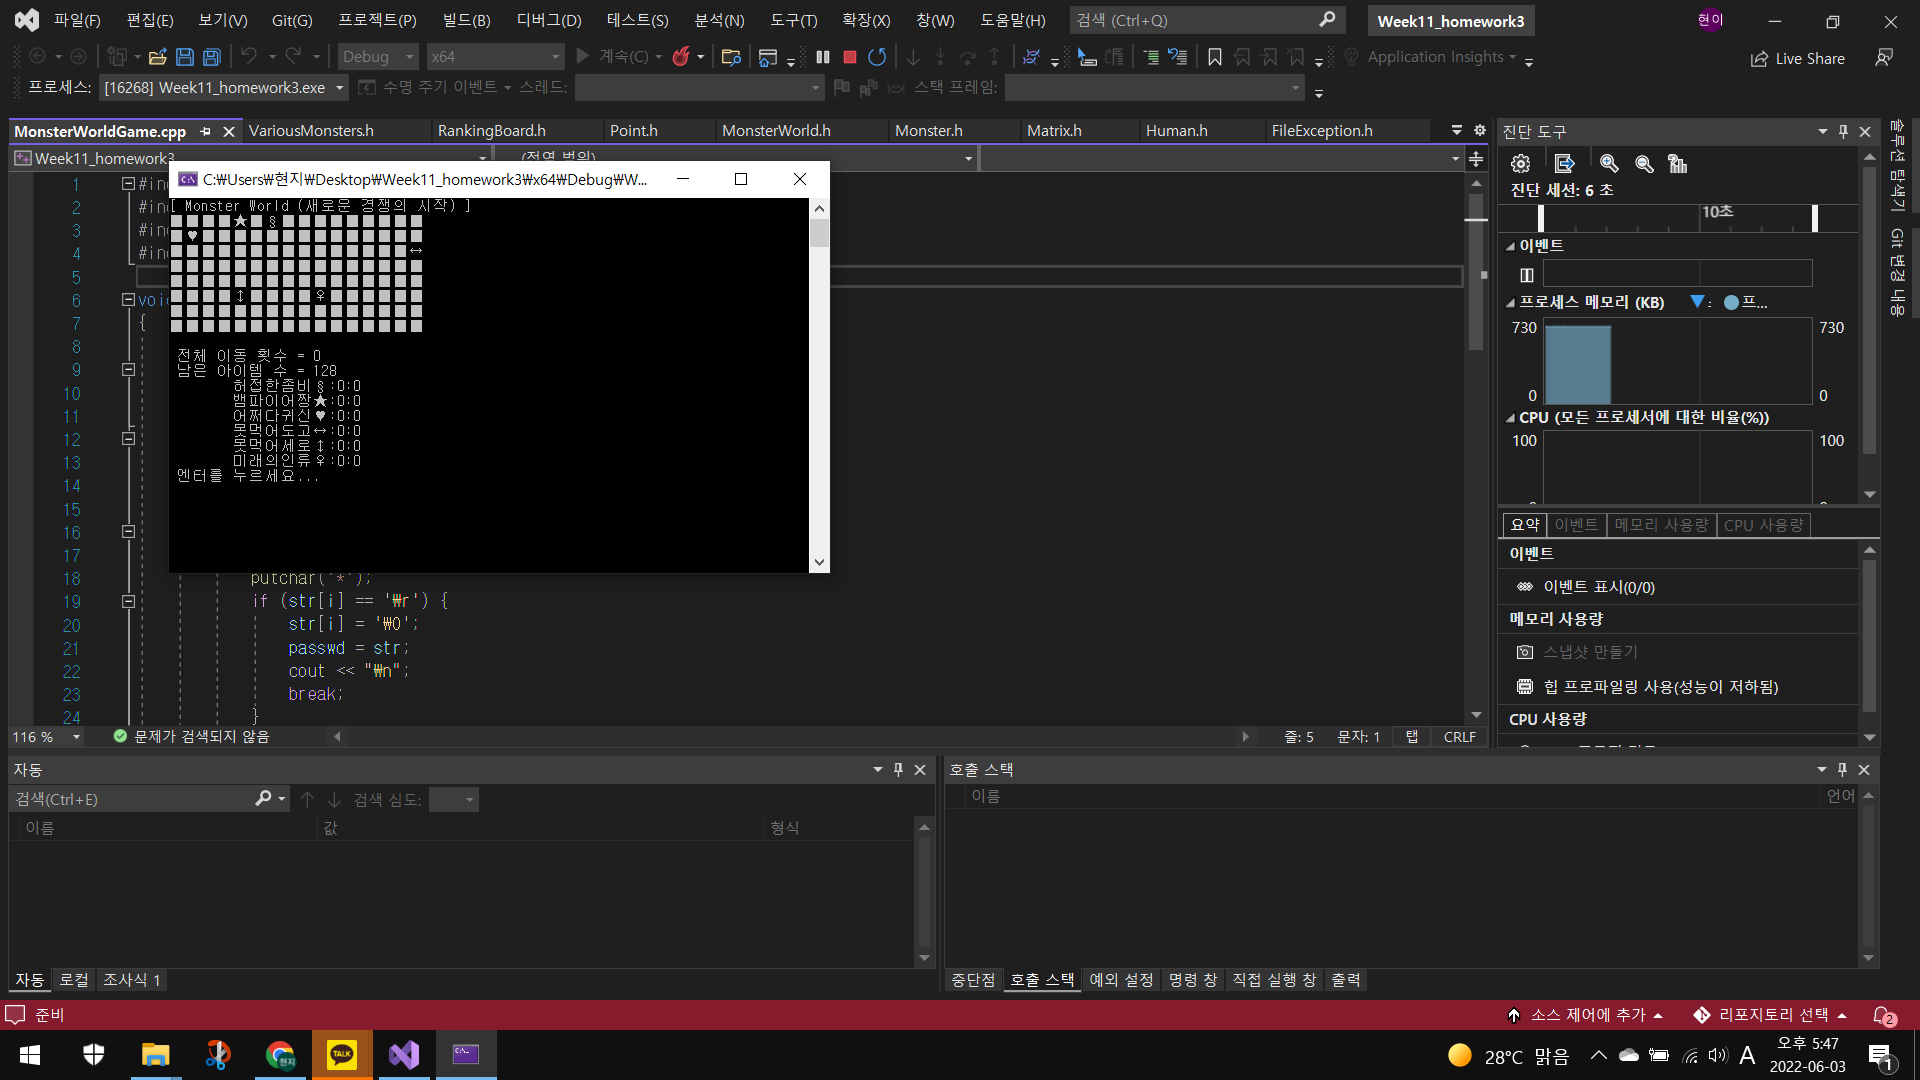 파일(F) 편집(E) 보기(V) Git(G) 프로젝트(P) 빌드(B) 디버그(D) 테스트(S) 분석(N) 도구(T) 확장(X) 창(W) 도움말(H) 검색 (Ctrl+Q) Week11_homework3 현이
Debug x64 계속(C) Application Insights Live Share
프로세스: [16268] Week11_homework3.exe 수명 주기 이벤트 스레드: 스택 프레임:
MonsterWorldGame.cpp VariousMonsters.h RankingBoard.h Point.h MonsterWorld.h Monster.h Matrix.h Human.h FileException.h
Week11_homework3 (전역 범위)
C:₩Users₩현지₩Desktop₩Week11_homework3₩x64₩Debug₩W...
[ Monster World (새로운 경쟁의 시작) ]
■■■■★■§■■■■■■■■■
■♥■■■■■■■■■■■■■■
■■■■■■■■■■■■■■■↔
■■■■■■■■■■■■■■■■
■■■■■■■■■■■■■■■■
■■■■↕■■■■♀■■■■■■
■■■■■■■■■■■■■■■■
■■■■■■■■■■■■■■■■
전체 이동 횟수 = 0
남은 아이템 수 = 128
허접한좀비§:0:0
뱀파이어짱★:0:0
어쩌다귀신♥:0:0
못먹어도고↔:0:0
못먹어세로↕:0:0
미래의인류♀:0:0
엔터를 누르세요...
1 #in
2 #in
3 #in
4 #in
5
6 voi
7 {
8
9
10
11
12
13
14
15
16
17
18 putchar('*');
19 if (str[i] == '₩r') {
20 str[i] = '₩0';
21 passwd = str;
22 cout << "₩n";
23 break;
24 }
116 % 문제가 검색되지 않음 줄: 5 문자: 1 탭 CRLF
진단 도구
진단 세션: 6 초
10초
이벤트
프로세스 메모리 (KB) 프...
730 730
0 0
CPU (모든 프로세서에 대한 비율(%))
100 100
요약 이벤트 메모리 사용량 CPU 사용량
이벤트
이벤트 표시(0/0)
메모리 사용량
스냅샷 만들기
힙 프로파일링 사용(성능이 저하됨)
CPU 사용량
솔루션 탐색기
Git 변경 내용
자동
검색(Ctrl+E) 검색 심도:
이름 값 형식
자동 로컬 조사식 1
호출 스택
이름 언어
중단점 호출 스택 예외 설정 명령 창 직접 실행 창 출력
준비 소스 제어에 추가 리포지토리 선택 2
TALK 현지 28°C 맑음 A 오후 5:47
2022-06-03 1